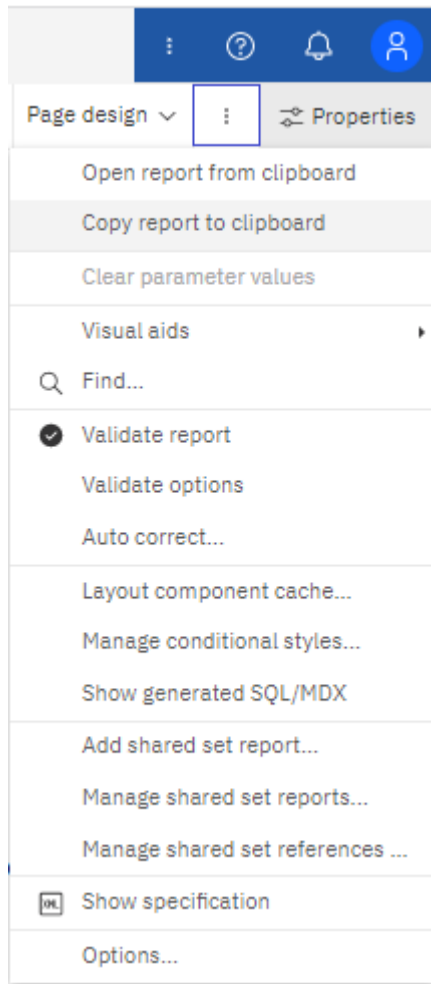 Page design
Properties
Open report from clipboard
Copy report to clipboard
Clear parameter values
Visual aids
Find...
Validate report
Validate options
Auto correct...
Layout component cache...
Manage conditional styles...
Show generated SQL/MDX
Add shared set report...
Manage shared set reports...
Manage shared set references ...
Show specification
Options...